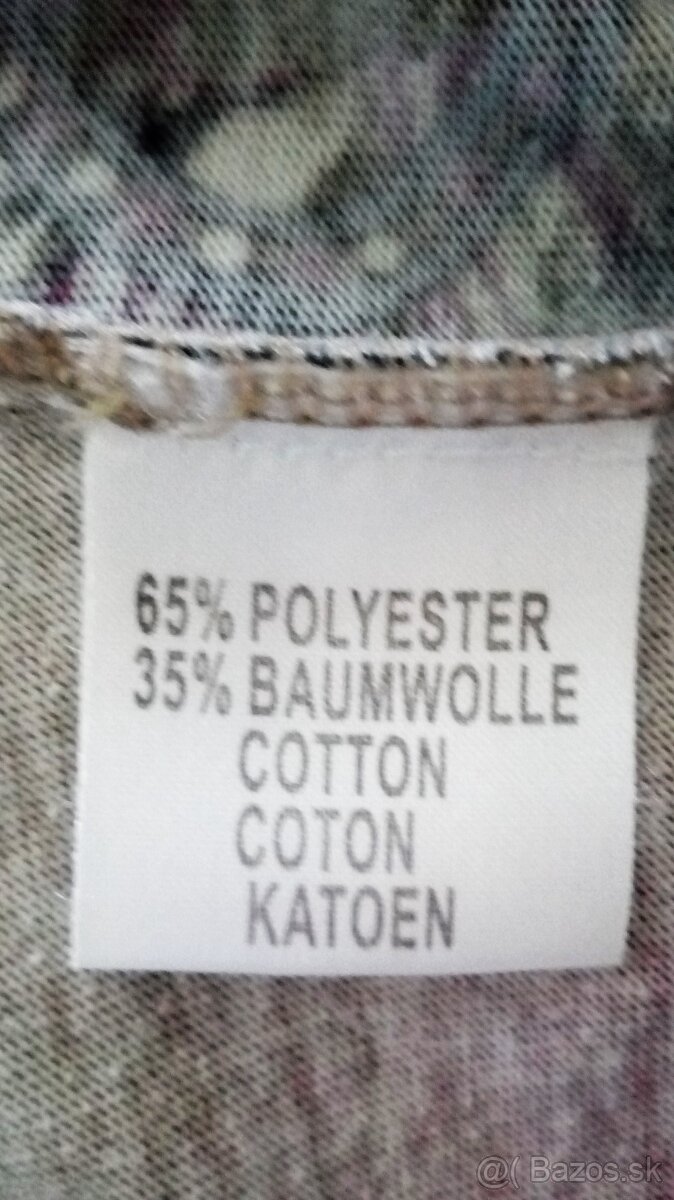 65% POLYESTER
35% BAUMWOLLE
COTTON
COTON
KATOEN
@( Bazos.sk